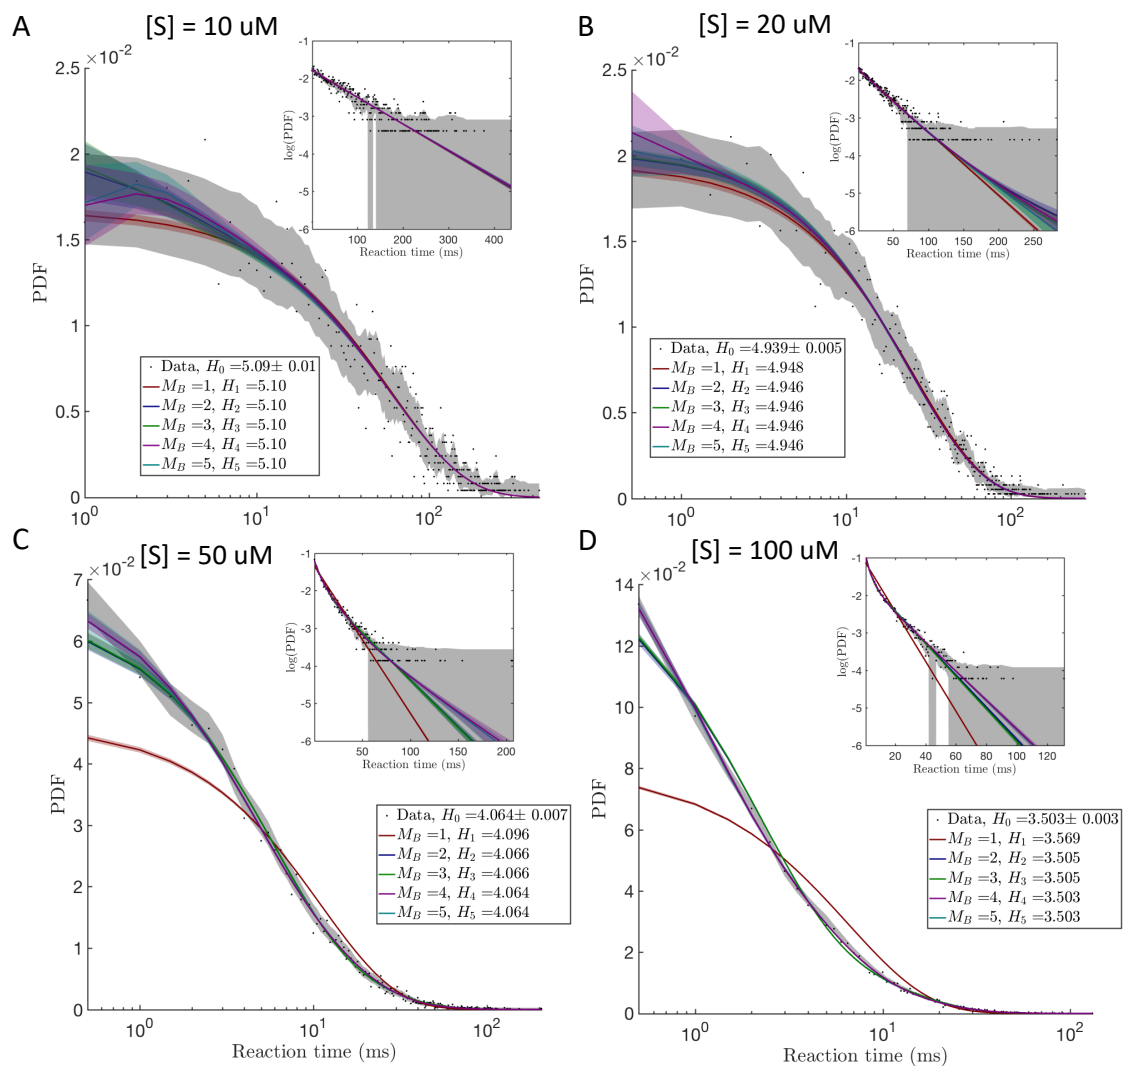 A
[S] = 10 uM
×10⁻²
2.5
2
1.5
1
0.5
0
PDF
10⁰
10¹
10²
-1
-2
-3
-4
-5
-6
log(PDF)
100
200
300
400
Reaction time (ms)
Data, H₀ =5.09± 0.01
M_B =1, H₁ =5.10
M_B =2, H₂ =5.10
M_B =3, H₃ =5.10
M_B =4, H₄ =5.10
M_B =5, H₅ =5.10
B
[S] = 20 uM
×10⁻²
2.5
2
1.5
1
0.5
0
PDF
10⁰
10¹
10²
-1
-2
-3
-4
-5
-6
log(PDF)
50
100
150
200
250
Reaction time (ms)
Data, H₀ =4.939± 0.005
M_B =1, H₁ =4.948
M_B =2, H₂ =4.946
M_B =3, H₃ =4.946
M_B =4, H₄ =4.946
M_B =5, H₅ =4.946
C
[S] = 50 uM
×10⁻²
7
6
5
4
3
2
1
0
PDF
10⁰
10¹
10²
Reaction time (ms)
-1
-2
-3
-4
-5
-6
log(PDF)
50
100
150
200
Reaction time (ms)
Data, H₀ =4.064± 0.007
M_B =1, H₁ =4.096
M_B =2, H₂ =4.066
M_B =3, H₃ =4.066
M_B =4, H₄ =4.064
M_B =5, H₅ =4.064
D
[S] = 100 uM
×10⁻²
14
12
10
8
6
4
2
0
PDF
10⁰
10¹
10²
Reaction time (ms)
-1
-2
-3
-4
-5
-6
log(PDF)
20
40
60
80
100
120
Reaction time (ms)
Data, H₀ =3.503± 0.003
M_B =1, H₁ =3.569
M_B =2, H₂ =3.505
M_B =3, H₃ =3.505
M_B =4, H₄ =3.503
M_B =5, H₅ =3.503